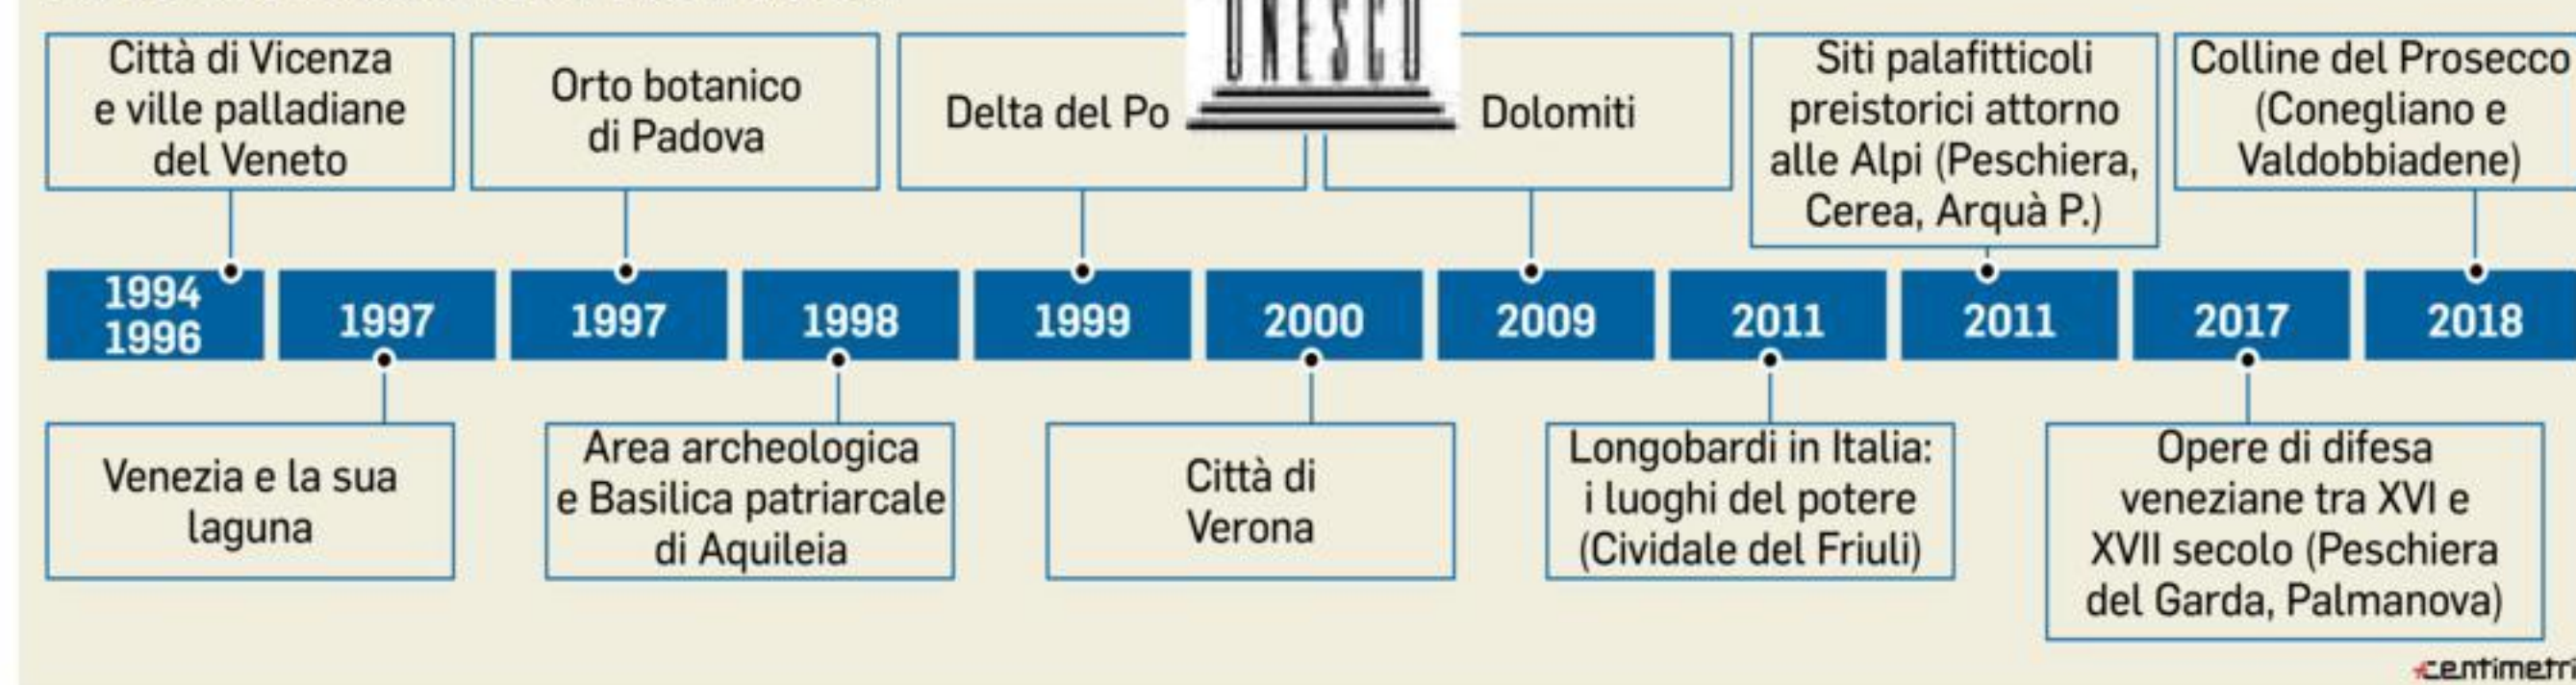 UNESCO
Città di Vicenza
e ville palladiane
del Veneto
Orto botanico
di Padova
Delta del Po
Dolomiti
Siti palafitticoli
preistorici attorno
alle Alpi (Peschiera,
Cerea, Arquà P.)
Colline del Prosecco
(Conegliano e
Valdobbiadene)
1994
1996
1997
1997
1998
1999
2000
2009
2011
2011
2017
2018
Venezia e la sua
laguna
Area archeologica
e Basilica patriarcale
di Aquileia
Città di
Verona
Longobardi in Italia:
i luoghi del potere
(Cividale del Friuli)
Opere di difesa
veneziane tra XVI e
XVII secolo (Peschiera
del Garda, Palmanova)
centimetri